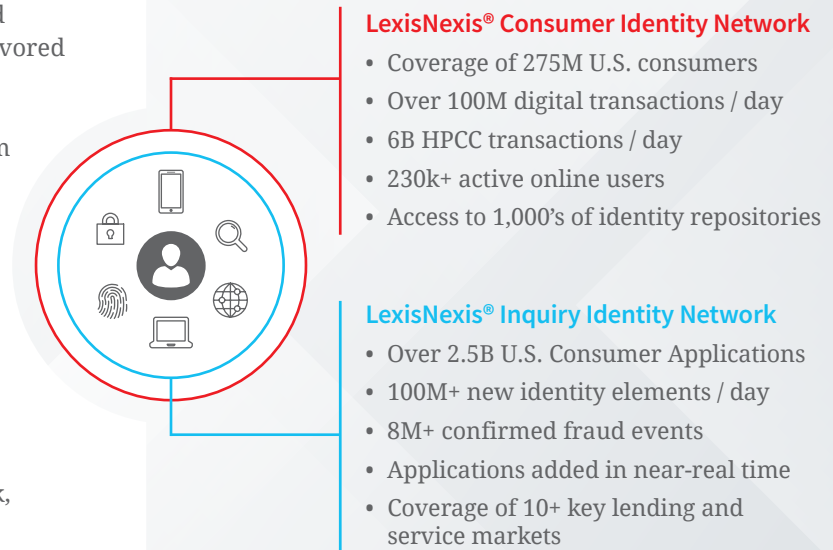 vored
LexisNexis® Consumer Identity Network
• Coverage of 275M U.S. consumers
• Over 100M digital transactions / day
• 6B HPCC transactions / day
• 230k+ active online users
• Access to 1,000’s of identity repositories
LexisNexis® Inquiry Identity Network
• Over 2.5B U.S. Consumer Applications
• 100M+ new identity elements / day
• 8M+ confirmed fraud events
• Applications added in near-real time
• Coverage of 10+ key lending and
service markets